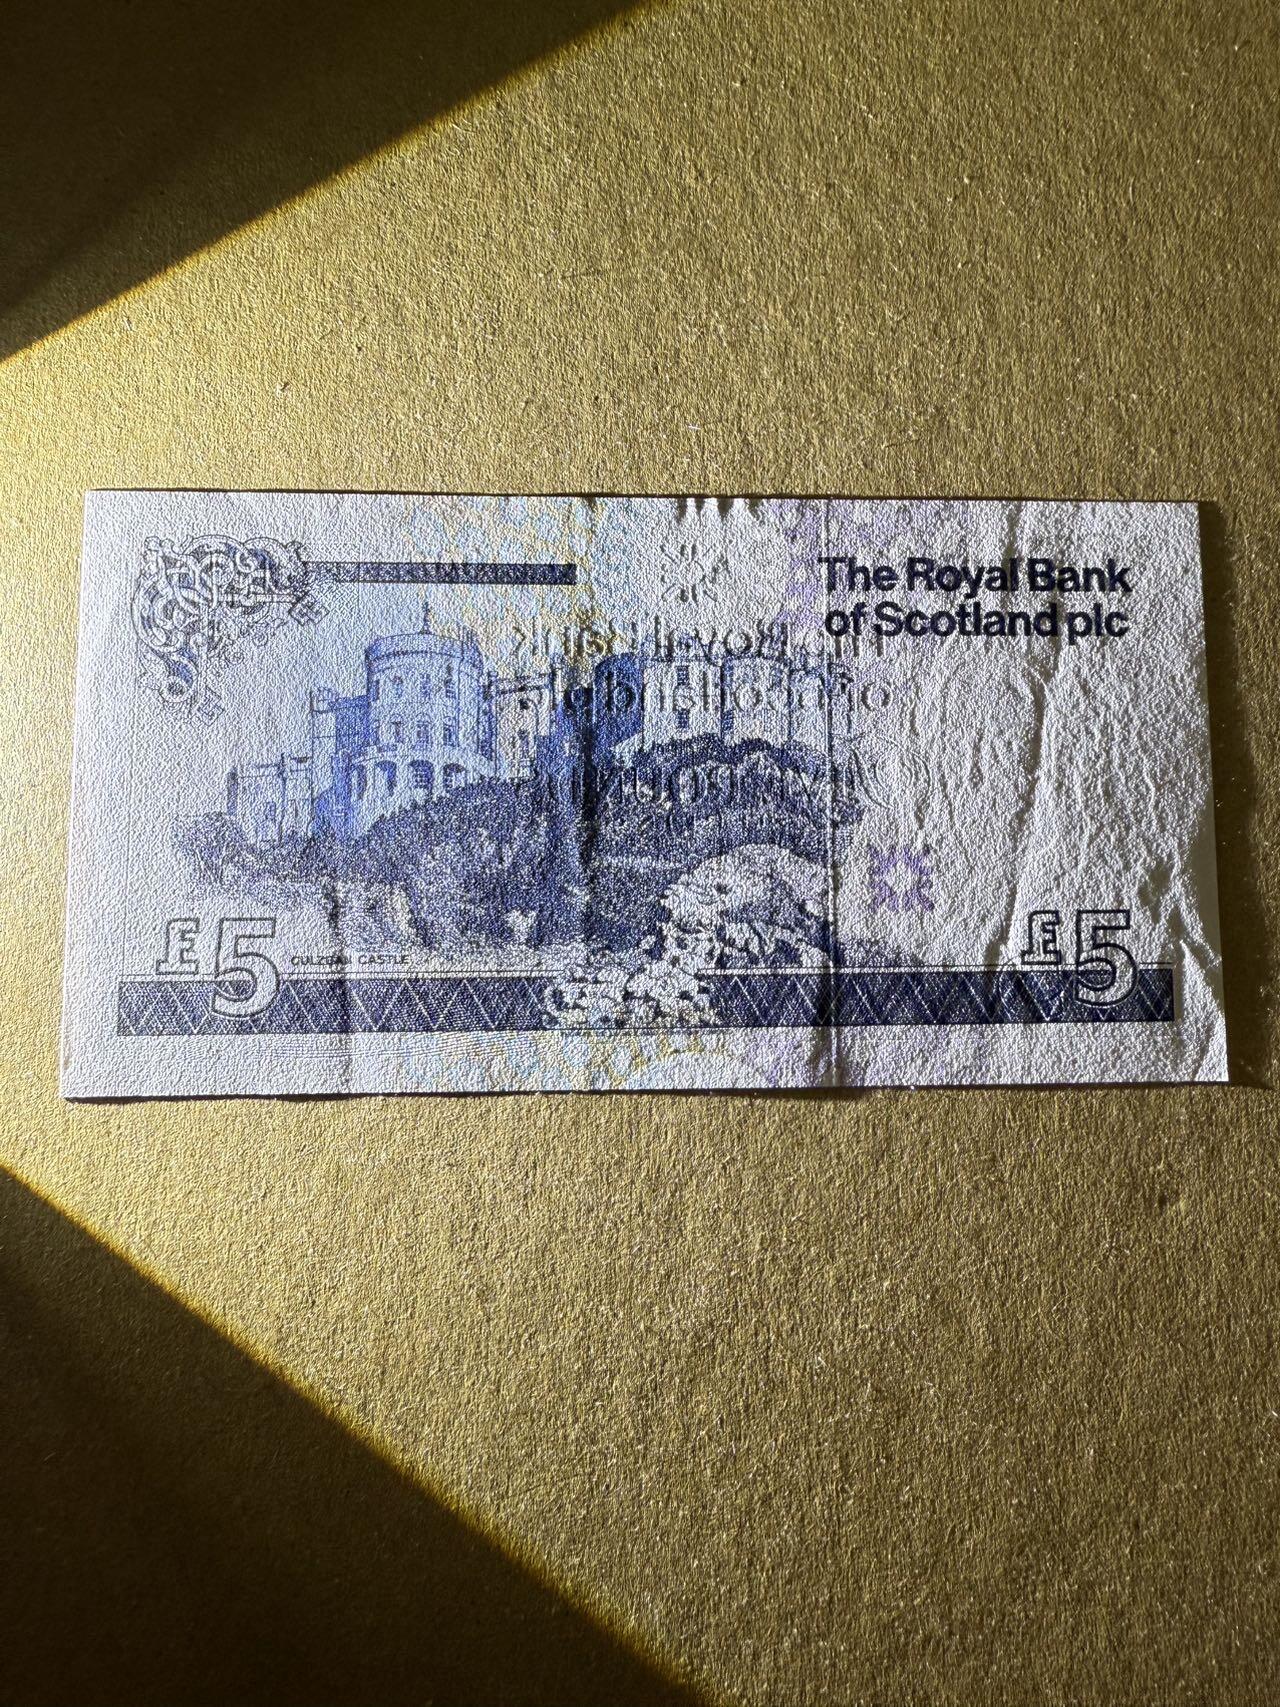 The Royal Bank
of Scotland plc
£5
CULZEAN CASTLE
£5